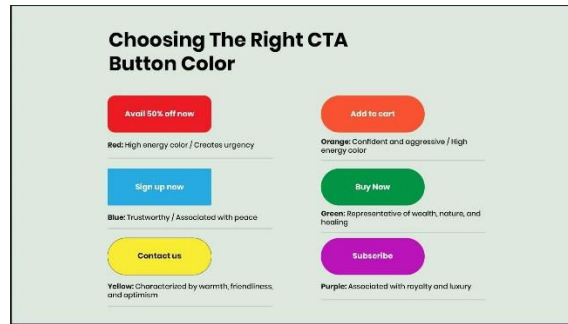 Choosing The Right CTA
Button Color
Avail 50% off now
Red: High energy color / Creates urgency
Add to cart
Orange: Confident and aggressive / High
energy color
Sign up now
Blue: Trustworthy / Associated with peace
Buy Now
Green: Representative of wealth, nature, and
healing
Contact us
Yellow: Characterized by warmth, friendliness,
and optimism
Subscribe
Purple: Associated with royalty and luxury